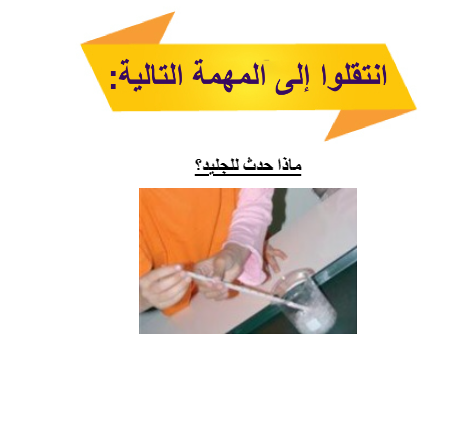 انتقلوا إلى المهمة التالية:
ماذا حدث للجليد؟